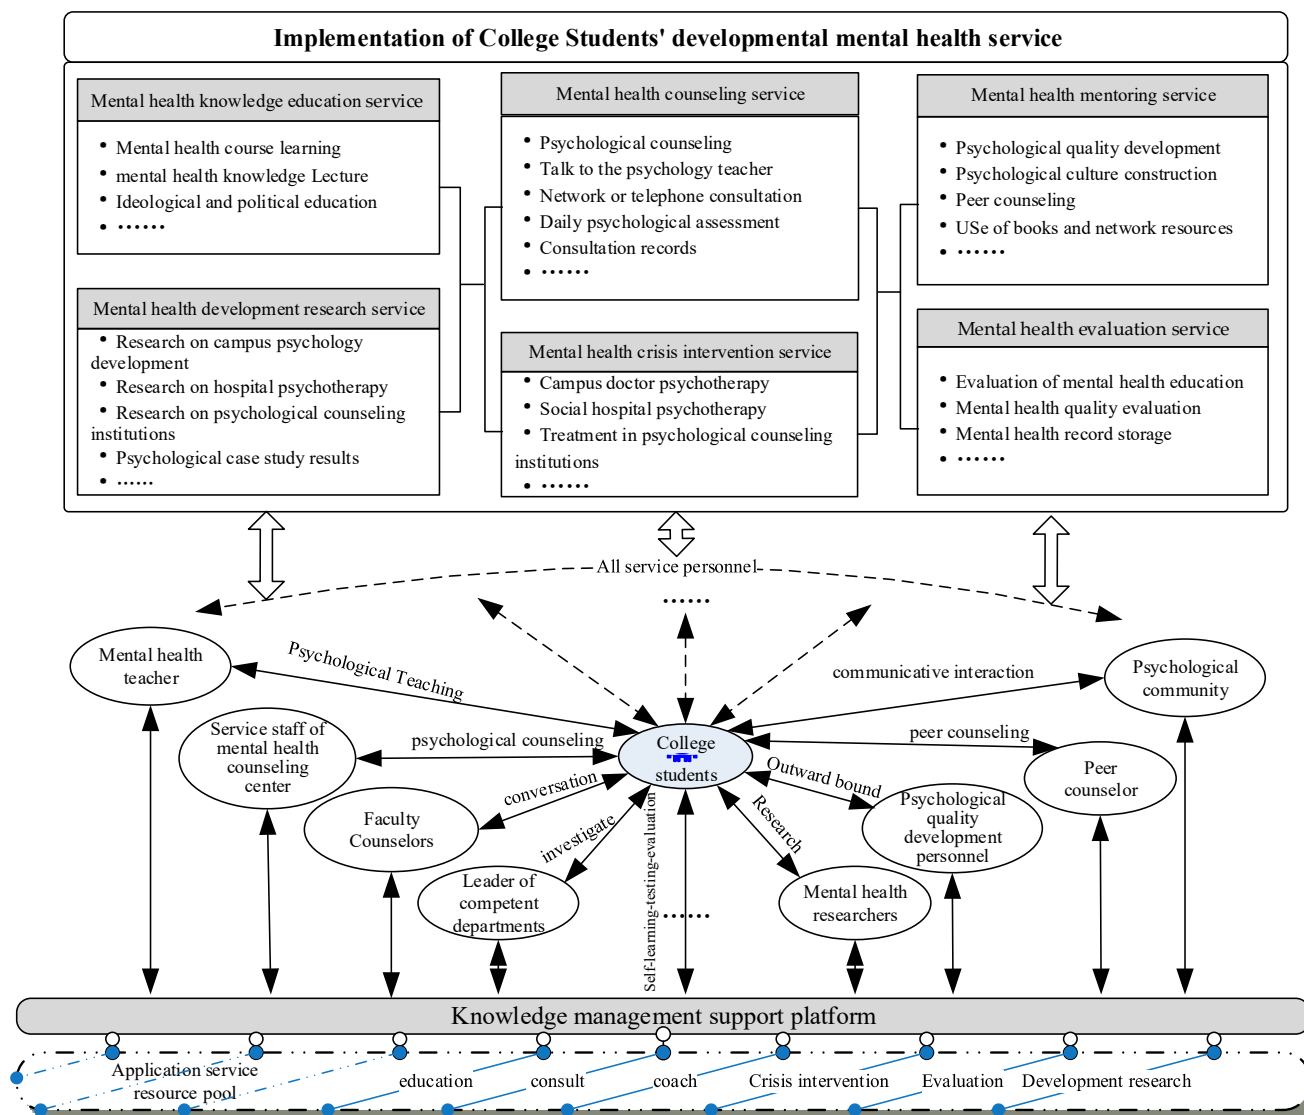 Implementation of College Students' developmental mental health service
Mental health knowledge education service
• Mental health course learning
• mental health knowledge Lecture
• Ideological and political education
• ······
Mental health development research service
• Research on campus psychology
development
• Research on hospital psychotherapy
• Research on psychological counseling
institutions
• Psychological case study results
• ······
Mental health counseling service
• Psychological counseling
• Talk to the psychology teacher
• Network or telephone consultation
• Daily psychological assessment
• Consultation records
• ······
Mental health crisis intervention service
• Campus doctor psychotherapy
• Social hospital psychotherapy
• Treatment in psychological counseling
institutions
• ······
Mental health mentoring service
• Psychological quality development
• Psychological culture construction
• Peer counseling
• USe of books and network resources
• ······
Mental health evaluation service
• Evaluation of mental health education
• Mental health quality evaluation
• Mental health record storage
• ······
All service personnel
······
Mental health
teacher
Psychological Teaching
communicative interaction
Psychological
community
Service staff of
mental health
counseling
center
psychological counseling
College
students
peer counseling
Peer
counselor
Faculty
Counselors
conversation
Outward bound
Psychological
quality
development
personnel
Leader of
competent
departments
investigate
Self-learning-testing-evaluation
······
Research
Mental health
researchers
Knowledge management support platform
Application service
resource pool
education
consult
coach
Crisis intervention
Evaluation
Development research